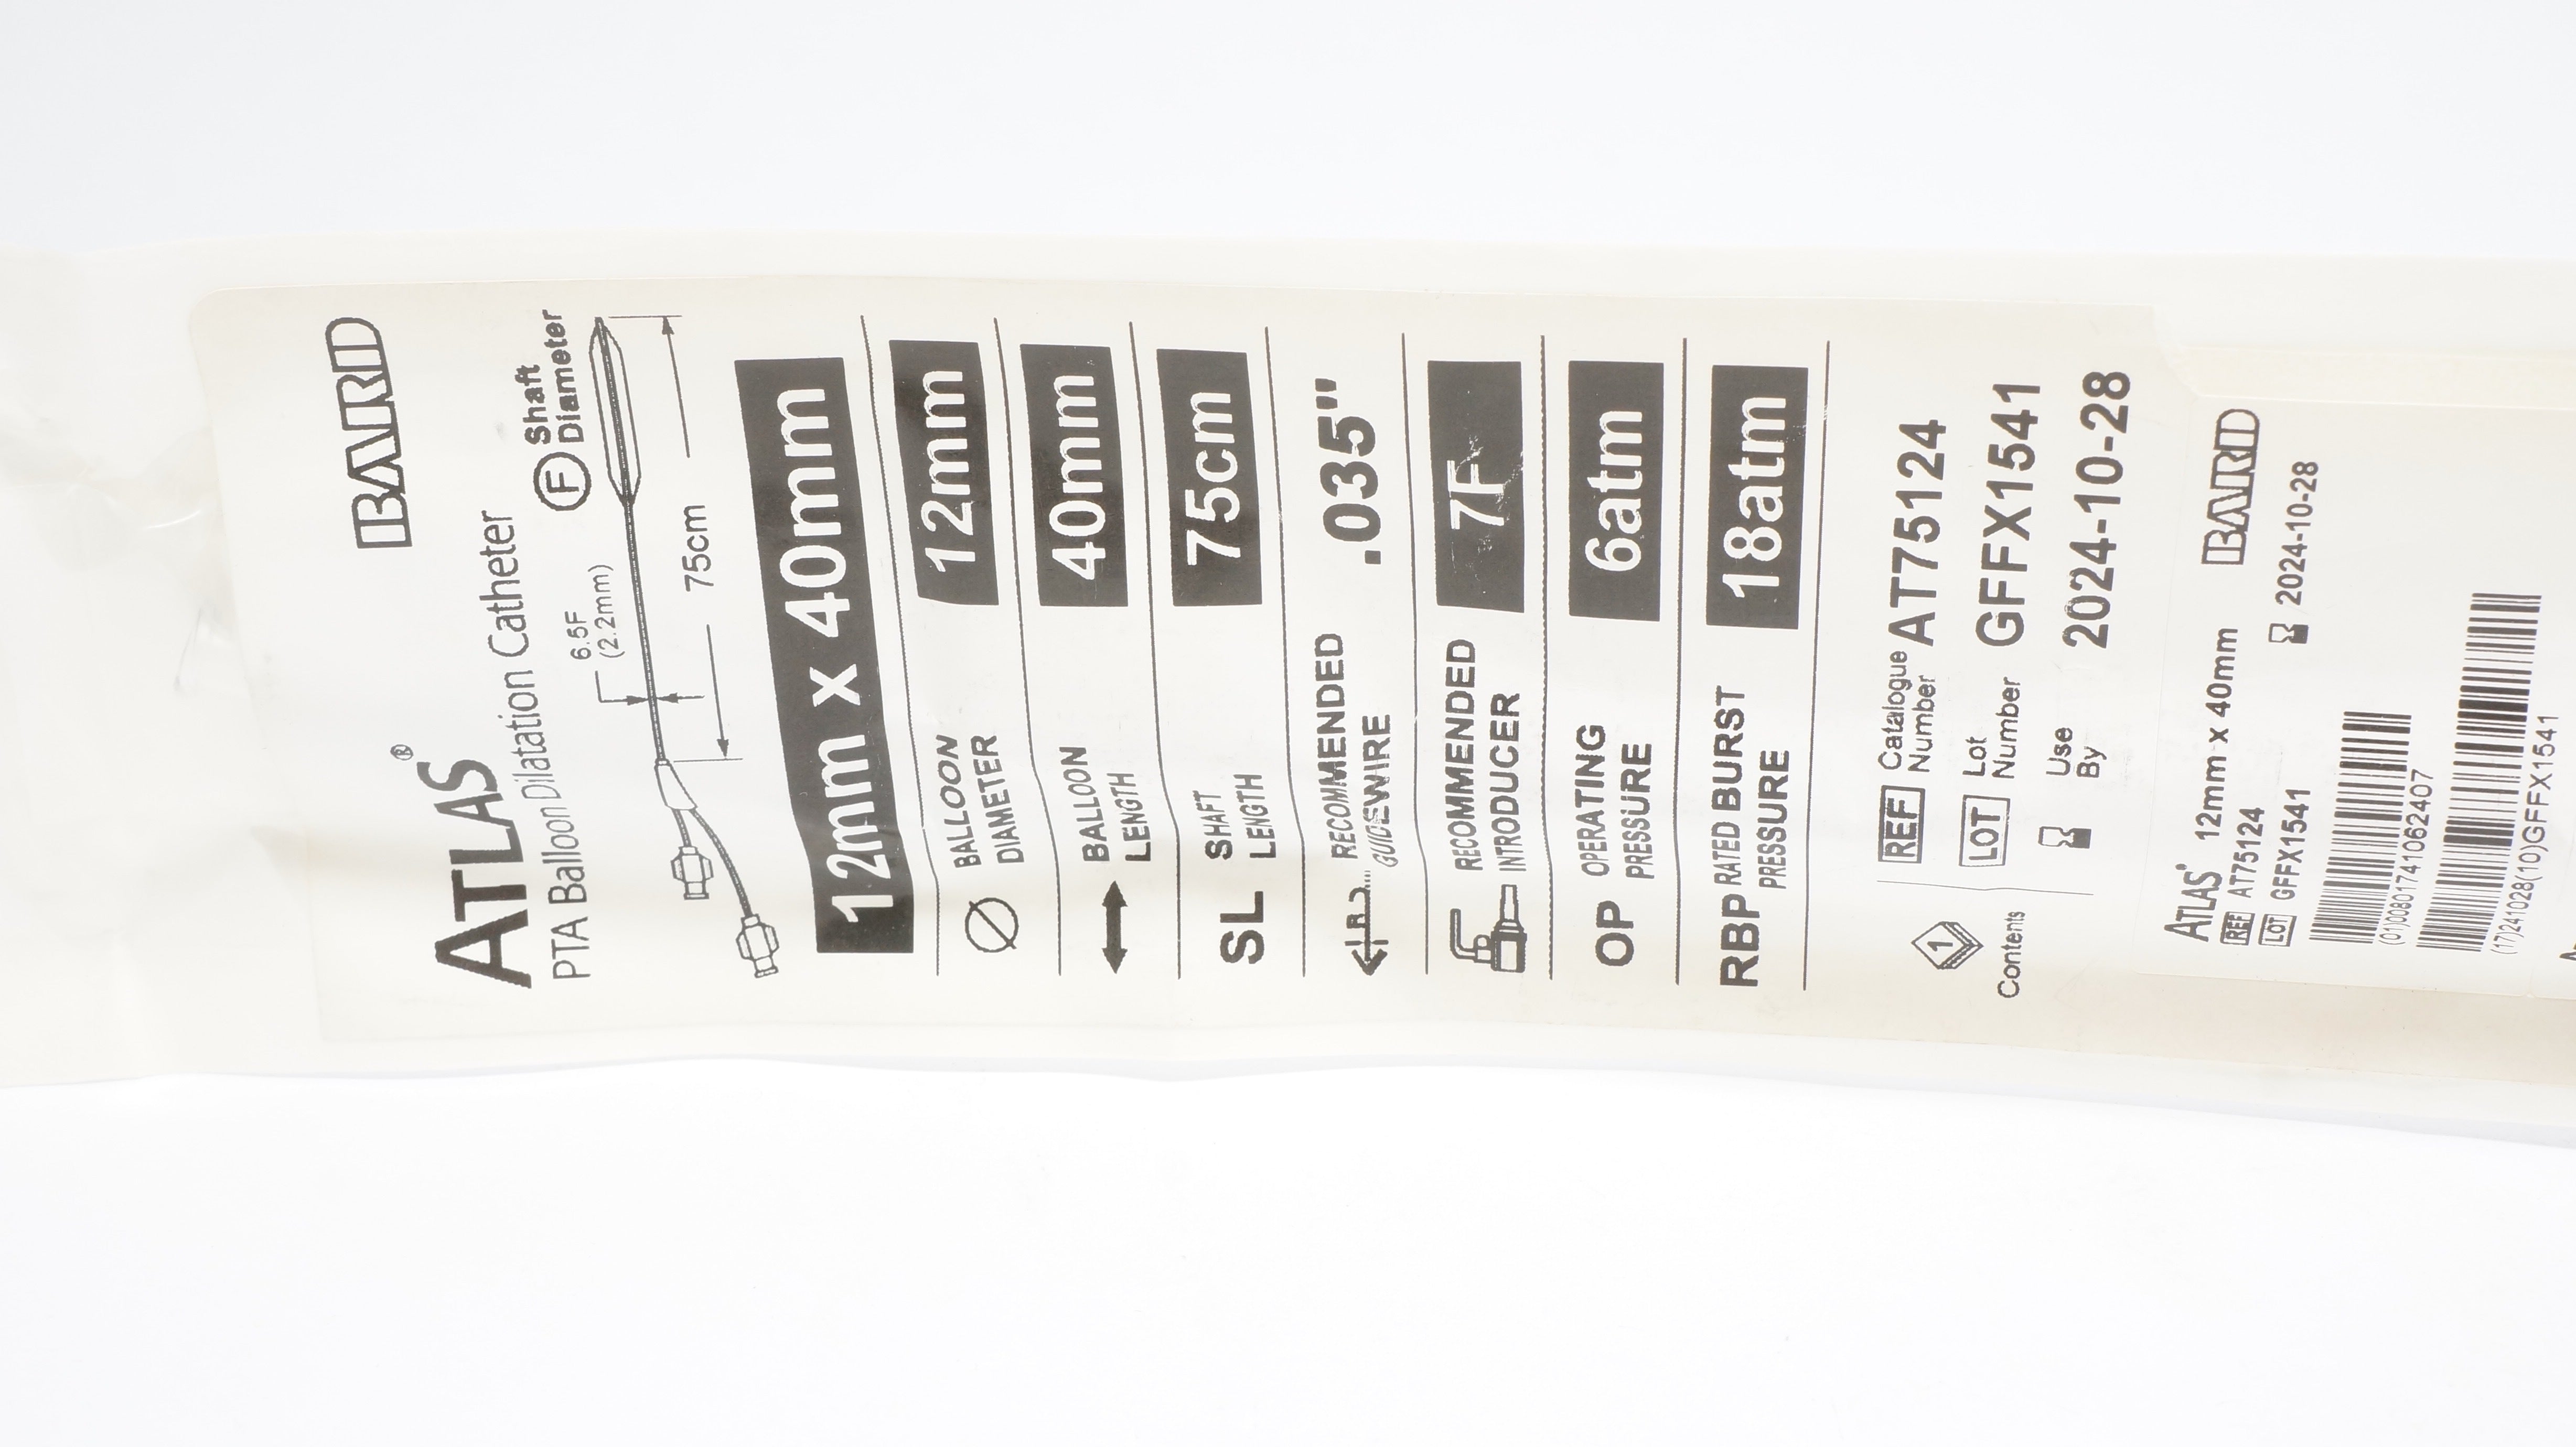 BARD
ATLAS®
PTA Balloon Dilatation Catheter
F Shaft
Diameter
6.5F
(2.2mm)
75cm
12mm x 40mm
BALLOON
DIAMETER
12mm
BALLOON
LENGTH
40mm
SL
SHAFT
LENGTH
75cm
RECOMMENDED
GUIDEWIRE
.035"
RECOMMENDED
INTRODUCER
7F
OP
OPERATING
PRESSURE
6atm
RBP
RATED BURST
PRESSURE
18atm
1
Contents
REF Catalogue
Number
AT75124
LOT Lot
Number
GFFX1541
Use
By
2024-10-28
ATLAS® 12mm x 40mm BARD
REF AT75124
LOT GFFX1541 2024-10-28
(01)00801741062407
(17)241028(10)GFFX1541